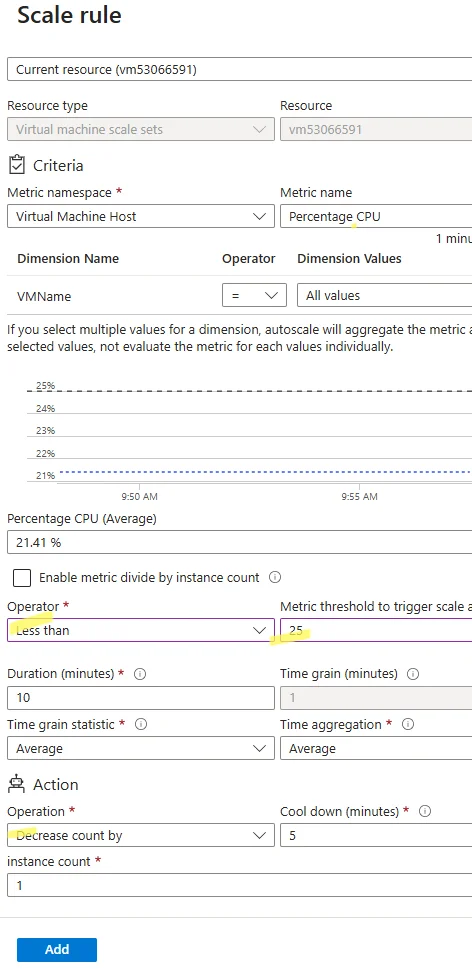 Scale rule
Current resource (vm53066591)
Resource type Resource
Virtual machine scale sets vm53066591
Criteria
Metric namespace * Metric name
Virtual Machine Host Percentage CPU
1 minu
Dimension Name Operator Dimension Values
VMName = All values
If you select multiple values for a dimension, autoscale will aggregate the metric a
selected values, not evaluate the metric for each values individually.
25%
24%
23%
22%
21%
9:50 AM 9:55 AM
Percentage CPU (Average)
21.41 %
Enable metric divide by instance count
Operator * Metric threshold to trigger scale a
Less than 25
Duration (minutes) * Time grain (minutes)
10 1
Time grain statistic * Time aggregation *
Average Average
Action
Operation * Cool down (minutes) *
Decrease count by 5
instance count *
1
Add